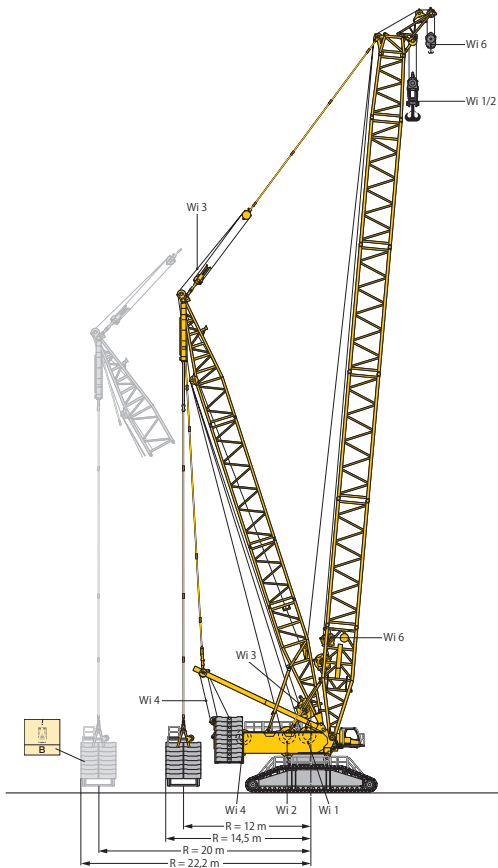 Wi 6
Wi 1/2
Wi 3
Wi 6
Wi 3
Wi 4
B
Wi 4
Wi 2
Wi 1
R = 12 m
R = 14,5 m
R = 20 m
R = 22,2 m